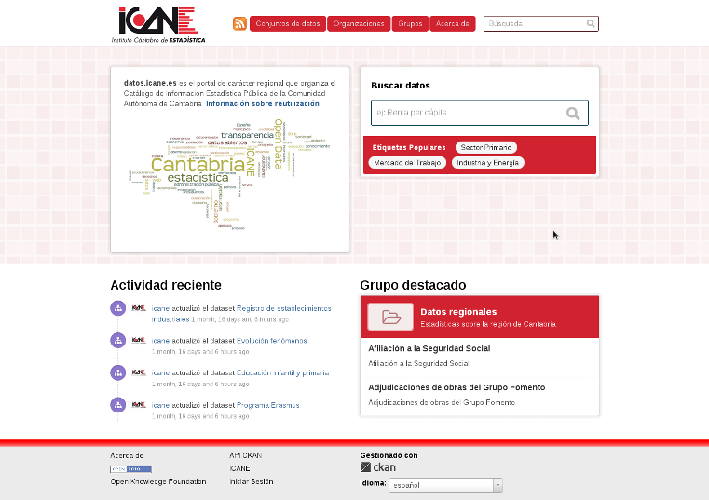 ICANE
Instituto Cántabro de ESTADÍSTICA
Conjuntos de datos
Organizaciones
Grupos
Acerca de
Búsqueda
datos.icane.es es el portal de carácter regional que organiza el
Catálogo de Información Estadística Pública de la Comunidad
Autónoma de Cantabria. Información sobre reutilización
transparencia
Open Data
ICANE
Cantabria
estadística
administración pública
Buscar datos
ej: Renta per cápita
Etiquetas Populares
Sector Primario
Mercado de Trabajo
Industria y Energía
Actividad reciente
icane actualizó el dataset Registro de establecimientos
industriales 1 month, 16 days and 6 hours ago
icane actualizó el dataset Evolución fenómenos
1 month, 16 days and 6 hours ago
icane actualizó el dataset Educación infantil y primaria
1 month, 16 days and 6 hours ago
icane actualizó el dataset Programa Erasmus
1 month, 16 days and 6 hours ago
Grupo destacado
Datos regionales
Estadísticas sobre la región de Cantabria.
Afiliación a la Seguridad Social
Afiliación a la Seguridad Social
Adjudicaciones de obras del Grupo Fomento
Adjudicaciones de obras del Grupo Fomento
Acerca de
OPEN DATA
Open Knowledge Foundation
API CKAN
ICANE
Iniciar Sesión
Gestionado con
ckan
Idioma: español